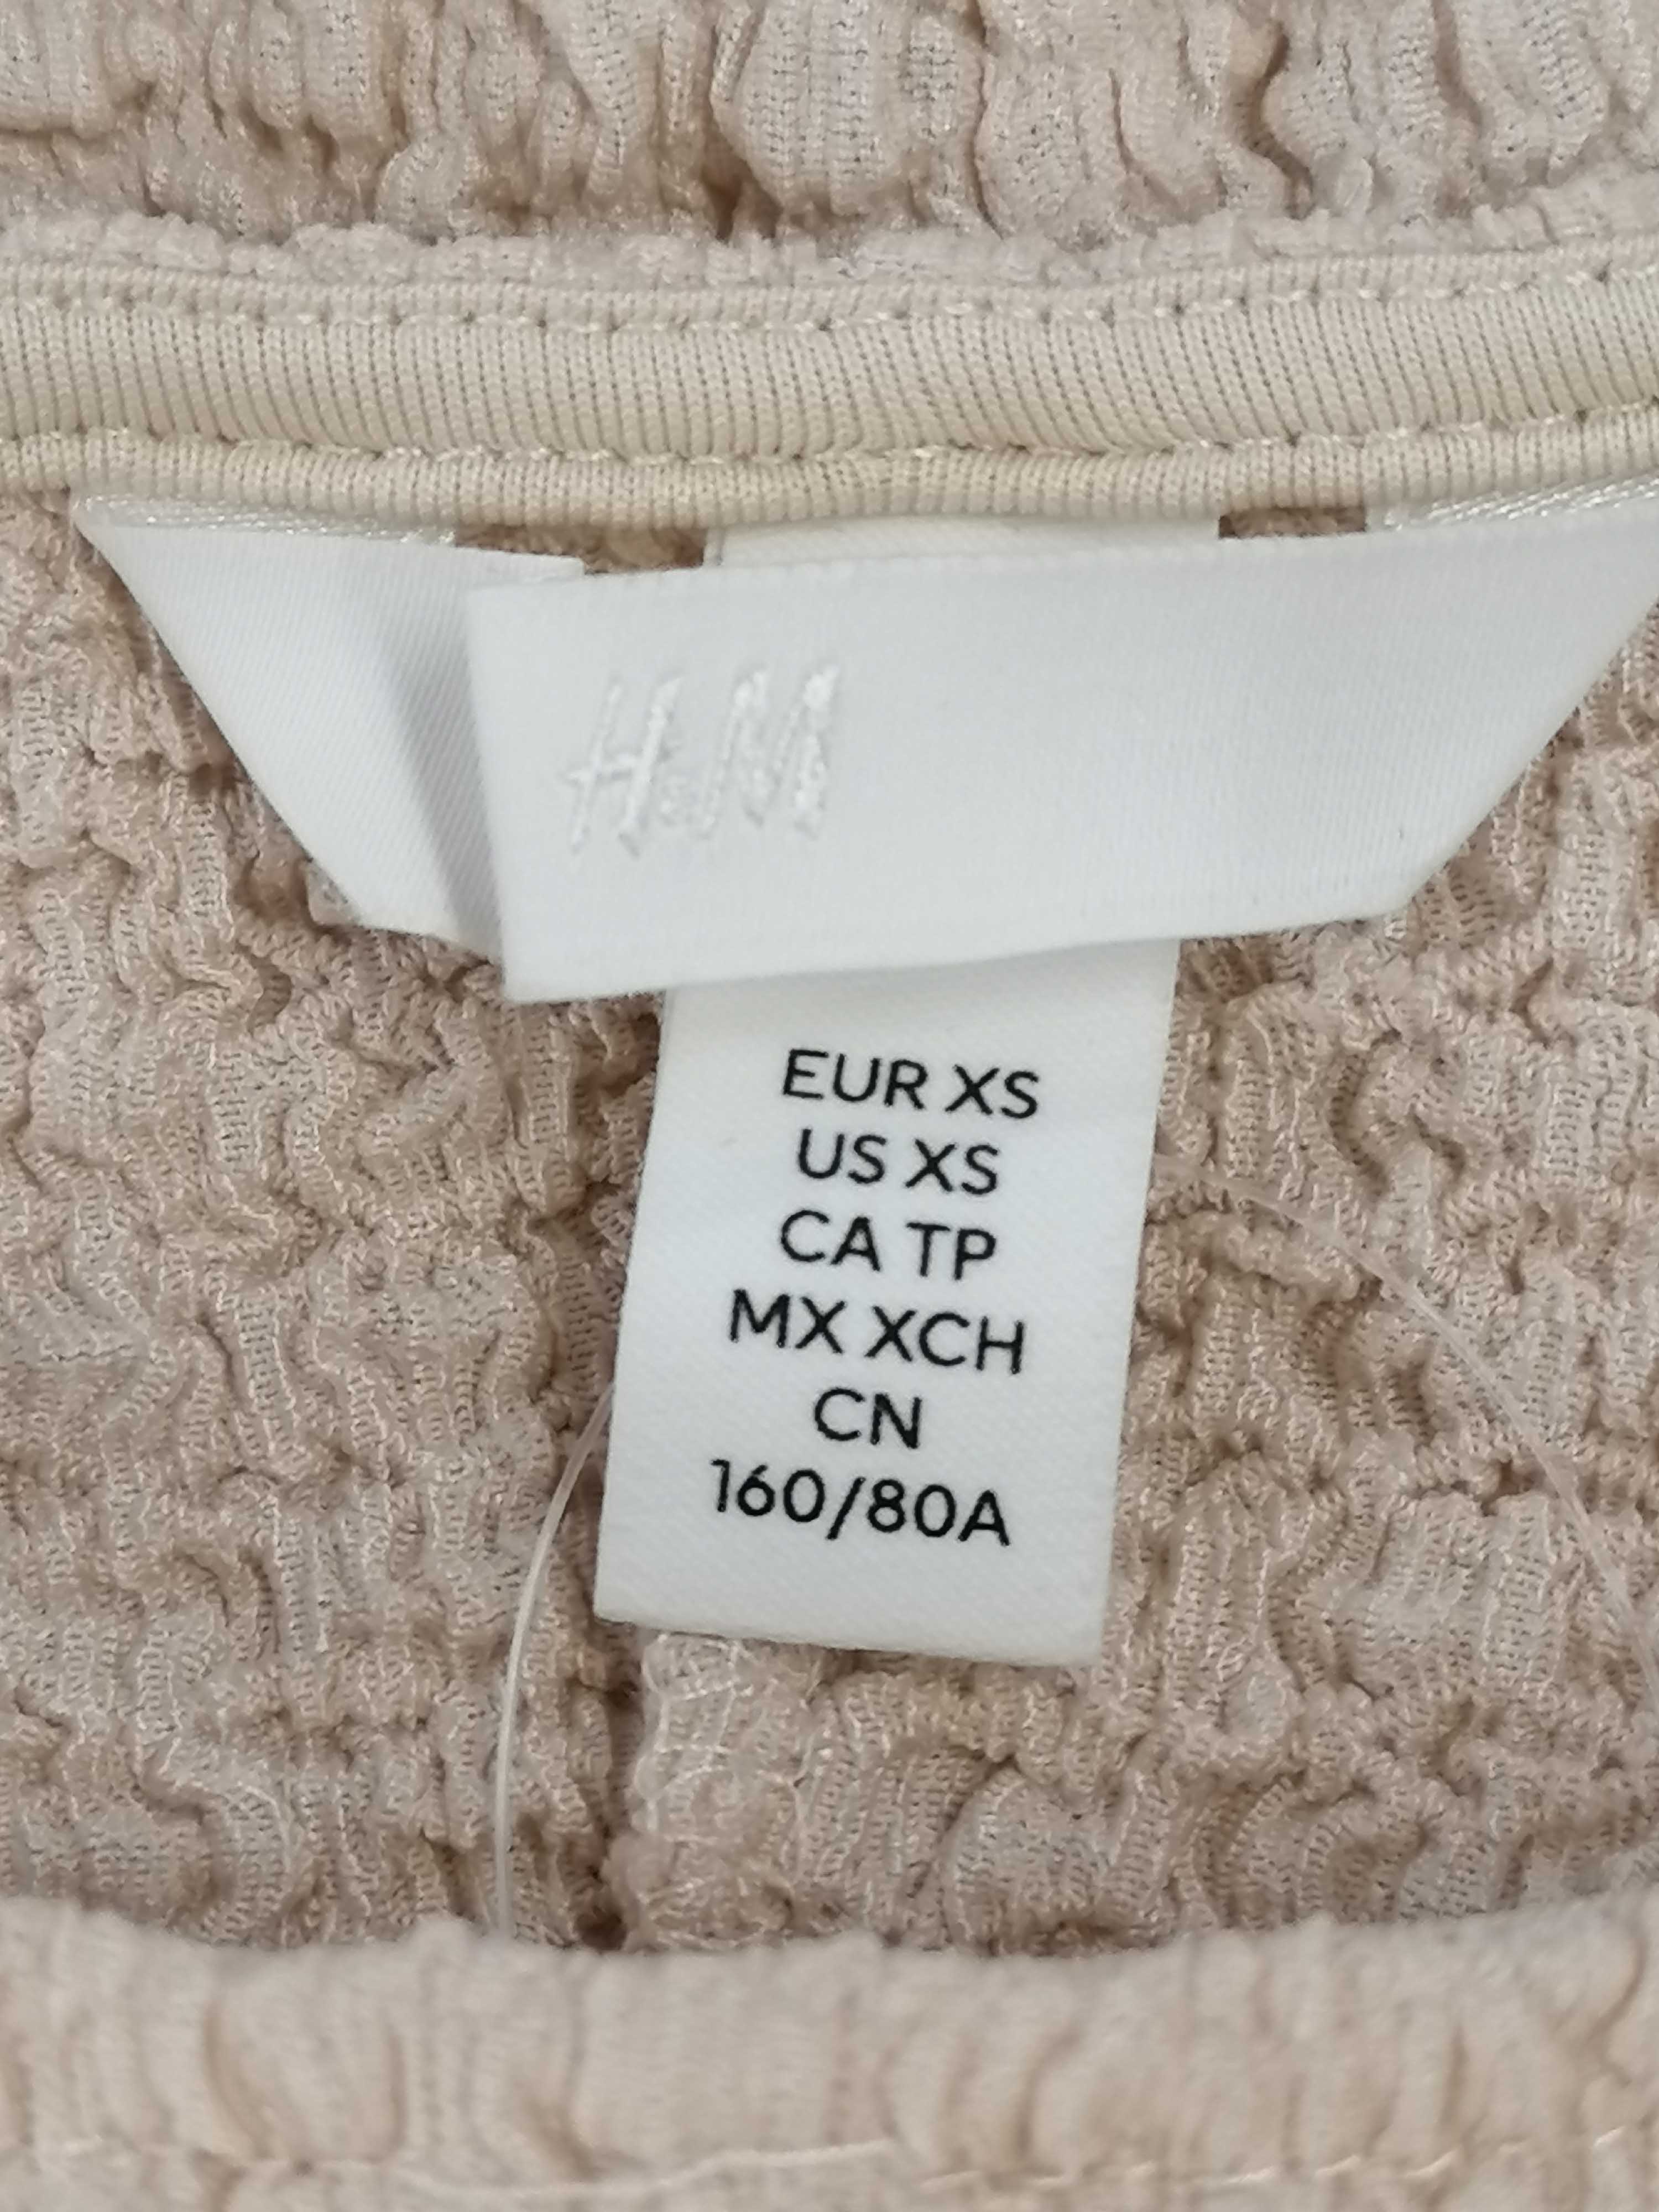 H&M
EUR XS
US XS
CA TP
MX XCH
CN
160/80A